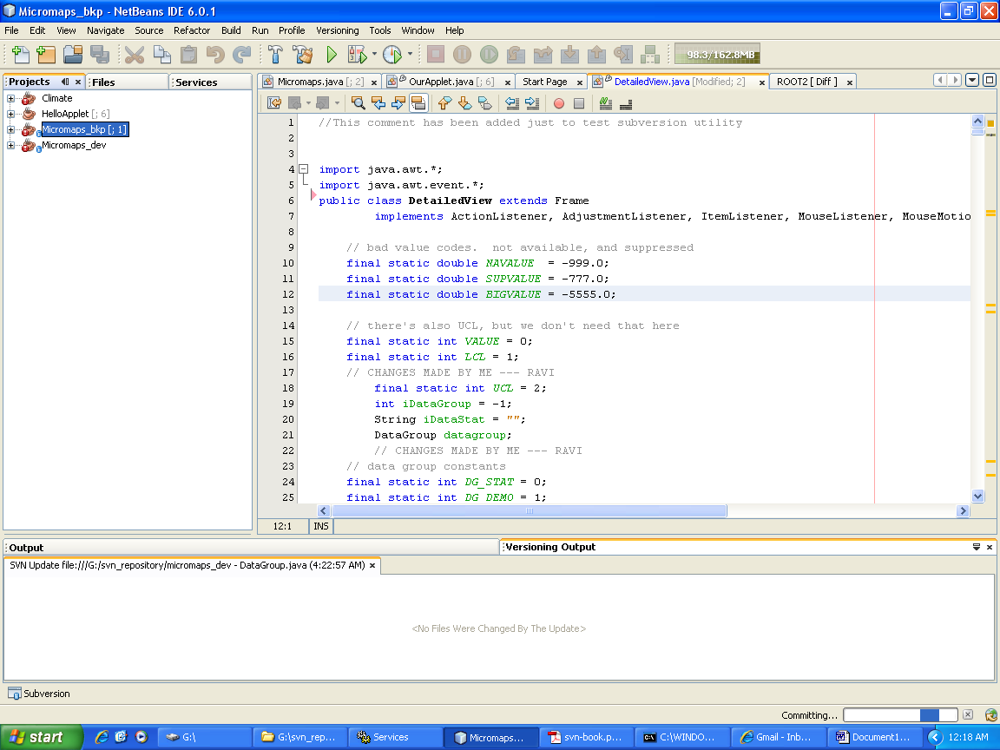 Micromaps_bkp - NetBeans IDE 6.0.1
File Edit View Navigate Source Refactor Build Run Profile Versioning Tools Window Help
98.3/162.8MB
Projects Files Services
Climate
HelloApplet [; 6]
Micromaps_bkp [; 1]
Micromaps_dev
Micromaps.java [; 2] OurApplet.java [; 6] Start Page DetailedView.java [Modified; 2] ROOT2 [ Diff ]
1 //This comment has been added just to test subversion utility
2
3
4 import java.awt.*;
5 import java.awt.event.*;
6 public class DetailedView extends Frame
7 implements ActionListener, AdjustmentListener, ItemListener, MouseListener, MouseMotio
8
9 // bad value codes.  not available, and suppressed
10 final static double NAVALUE  = -999.0;
11 final static double SUPVALUE = -777.0;
12 final static double BIGVALUE = -5555.0;
13
14 // there's also UCL, but we don't need that here
15 final static int VALUE = 0;
16 final static int LCL = 1;
17 // CHANGES MADE BY ME --- RAVI
18 final static int UCL = 2;
19 int iDataGroup = -1;
20 String iDataStat = "";
21 DataGroup datagroup;
22 // CHANGES MADE BY ME --- RAVI
23 // data group constants
24 final static int DG_STAT = 0;
25 final static int DG_DEMO = 1;
12:1 INS
Output Versioning Output
SVN Update file:///G:/svn_repository/micromaps_dev - DataGroup.java (4:22:57 AM)
<No Files Were Changed By The Update>
Subversion
Committing...
start G:\ G:\svn_rep... Services Micromaps... svn-book.p... C:\WINDO... Gmail - Inb... Document1... 12:18 AM